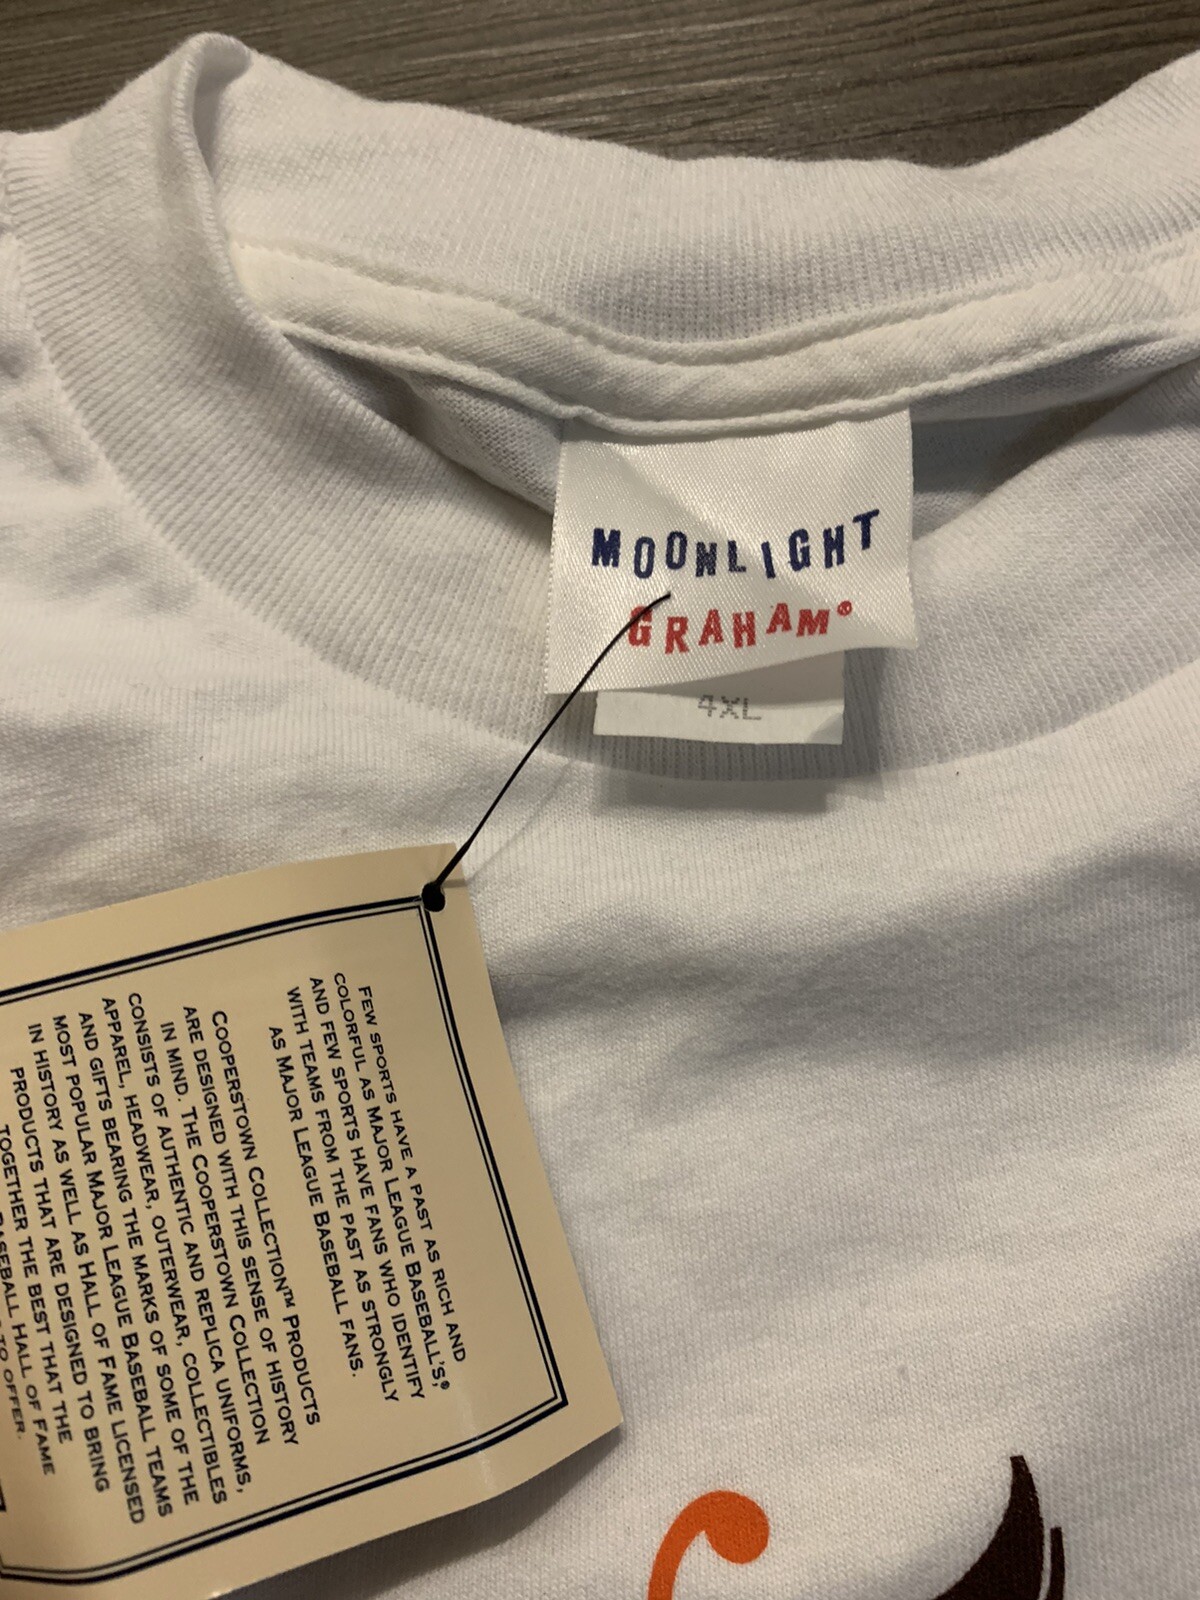 MOONLIGHT
GRAHAM®
4XL
FEW SPORTS HAVE A PAST AS RICH AND
COLORFUL AS MAJOR LEAGUE BASEBALL'S,®
AND FEW SPORTS HAVE FANS WHO IDENTIFY
WITH TEAMS FROM THE PAST AS STRONGLY
AS MAJOR LEAGUE BASEBALL FANS.
COOPERSTOWN COLLECTION™ PRODUCTS
ARE DESIGNED WITH THIS SENSE OF HISTORY
IN MIND. THE COOPERSTOWN COLLECTION
CONSISTS OF AUTHENTIC AND REPLICA UNIFORMS,
APPAREL, HEADWEAR, OUTERWEAR, COLLECTIBLES
AND GIFTS BEARING THE MARKS OF SOME OF THE
MOST POPULAR MAJOR LEAGUE BASEBALL TEAMS
IN HISTORY AS WELL AS HALL OF FAME LICENSED
PRODUCTS THAT ARE DESIGNED TO BRING
TOGETHER THE BEST THAT THE
BASEBALL HALL OF FAME
TO OFFER.